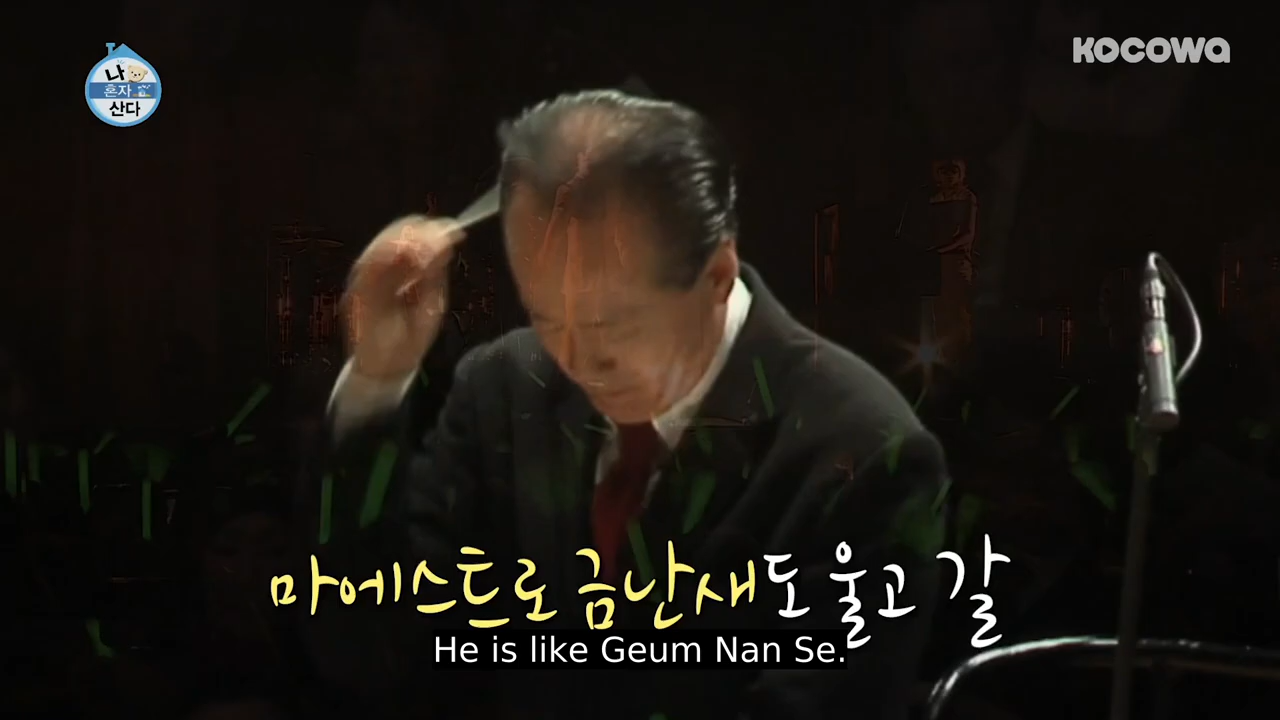 나
혼자
산다
KOCOWA
마에스트로 금난새도 울고 갈
He is like Geum Nan Se.